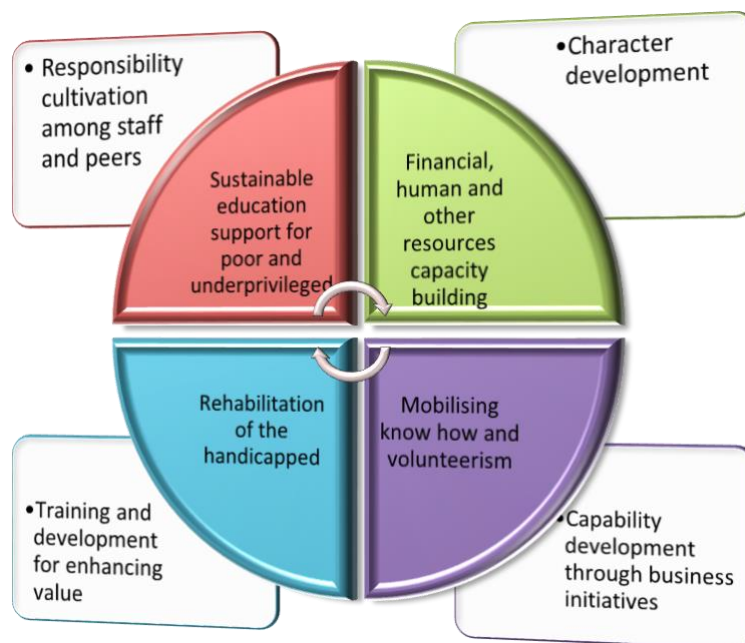 • Responsibility
cultivation
among staff
and peers
• Character
development
Sustainable
education
support for
poor and
underprivileged
Financial,
human and
other
resources
capacity
building
Rehabilitation
of the
handicapped
Mobilising
know how and
volunteerism
•Training and
development
for enhancing
value
•Capability
development
through business
initiatives